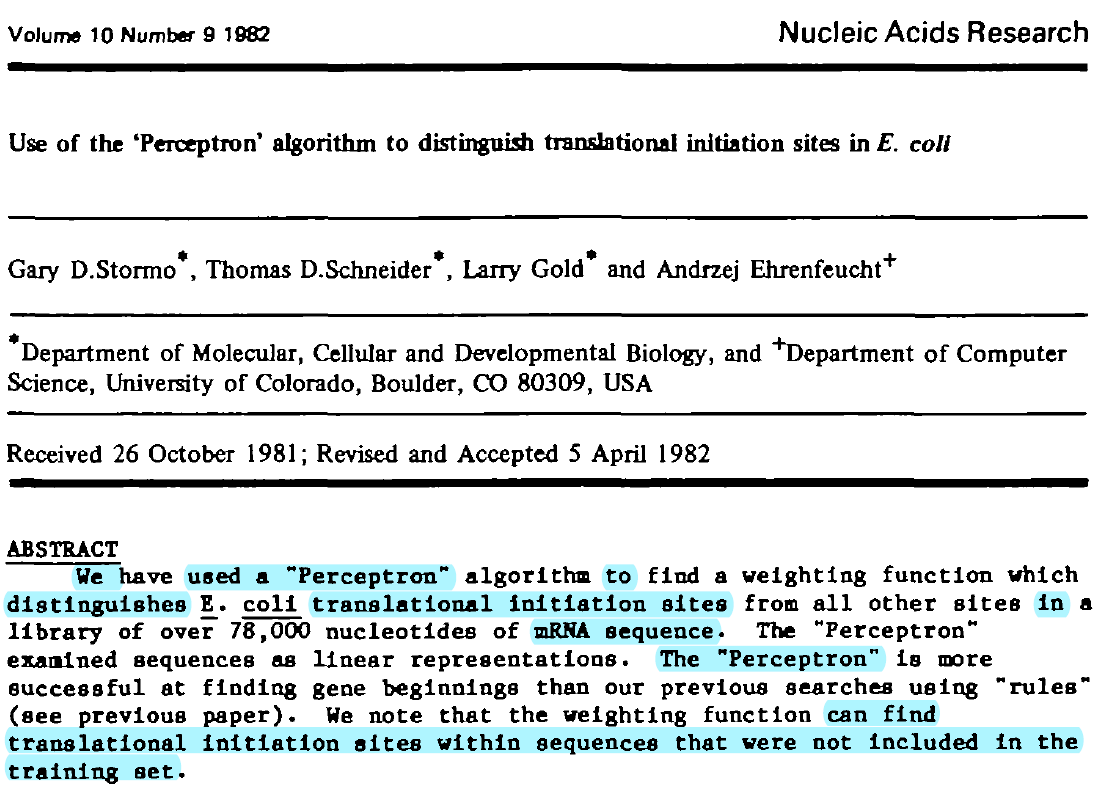 Volume 10 Number 9 1982
Nucleic Acids Research
Use of the 'Perceptron' algorithm to distinguish translational initiation sites in E. coli
Gary D.Stormo*, Thomas D.Schneider*, Larry Gold* and Andrzej Ehrenfeucht+
*Department of Molecular, Cellular and Developmental Biology, and +Department of Computer
Science, University of Colorado, Boulder, CO 80309, USA
Received 26 October 1981; Revised and Accepted 5 April 1982
ABSTRACT
We have used a "Perceptron" algorithm to find a weighting function which
distinguishes E. coli translational initiation sites from all other sites in a
library of over 78,000 nucleotides of mRNA sequence. The "Perceptron"
examined sequences as linear representations. The "Perceptron" is more
successful at finding gene beginnings than our previous searches using "rules"
(see previous paper). We note that the weighting function can find
translational initiation sites within sequences that were not included in the
training set.